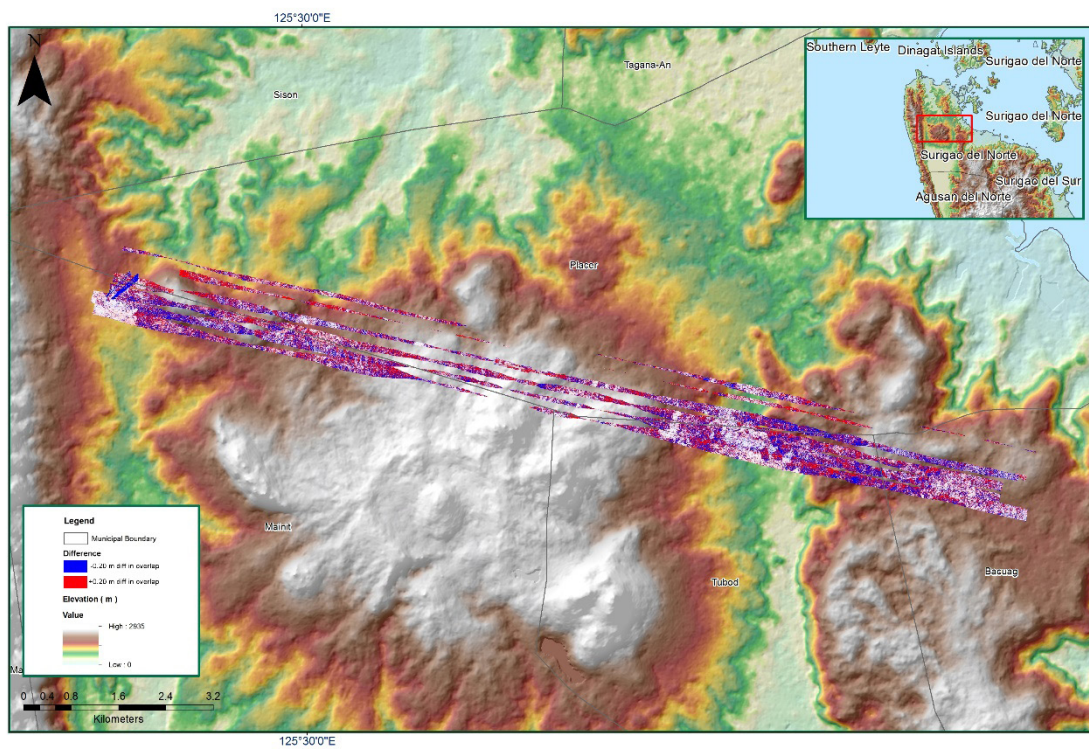 125°30'0"E
N
Southern Leyte
Dinagat Islands
Surigao del Norte
Tagana-An
Sison
Surigao del Norte
Surigao del Norte
Surigao del Sur
Agusan del Norte
Placer
Mainit
Tubod
Bacuag
Legend
Municipal Boundary
Difference
-0.20 m diff in overlap
+0.20 m diff in overlap
Elevation ( m )
Value
High : 2935
Low : 0
Ma
0 0.4 0.8 1.6 2.4 3.2
Kilometers
125°30'0"E